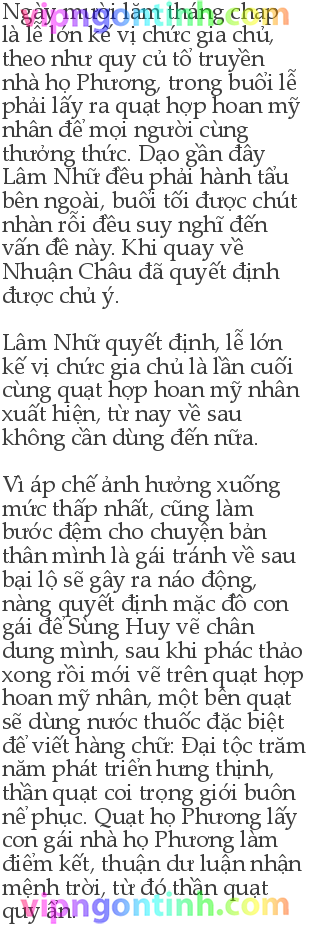 Ngày mười lăm tháng chạp
là lễ lớn kế vị chức gia chủ,
theo như quy củ tổ truyền
nhà họ Phương, trong buổi lễ
phải lấy ra quạt hợp hoan mỹ
nhân để mọi người cùng
thưởng thức. Dạo gần đây
Lâm Nhữ đều phải hành tẩu
bên ngoài, buổi tối được chút
nhàn rỗi đều suy nghĩ đến
vấn đề này. Khi quay về
Nhuận Châu đã quyết định
được chủ ý.
Lâm Nhữ quyết định, lễ lớn
kế vị chức gia chủ là lần cuối
cùng quạt hợp hoan mỹ nhân
xuất hiện, từ nay về sau
không cần dùng đến nữa.
Vì áp chế ảnh hưởng xuống
mức thấp nhất, cũng làm
bước đệm cho chuyện bản
thân mình là gái tránh về sau
bại lộ sẽ gây ra náo động,
nàng quyết định mặc đồ con
gái để Sùng Huy vẽ chân
dung mình, sau khi phác thảo
xong rồi mới vẽ trên quạt hợp
hoan mỹ nhân, một bên quạt
sẽ dùng nước thuốc đặc biệt
để viết hàng chữ: Đại tộc trăm
năm phát triển hưng thịnh,
thần quạt coi trọng giới buôn
nể phục. Quạt họ Phương lấy
con gái nhà họ Phương làm
điểm kết, thuận dư luận nhận
mệnh trời, từ đó thần quạt
quy ẩn.
vipngontinh.com
vipngontinh.com